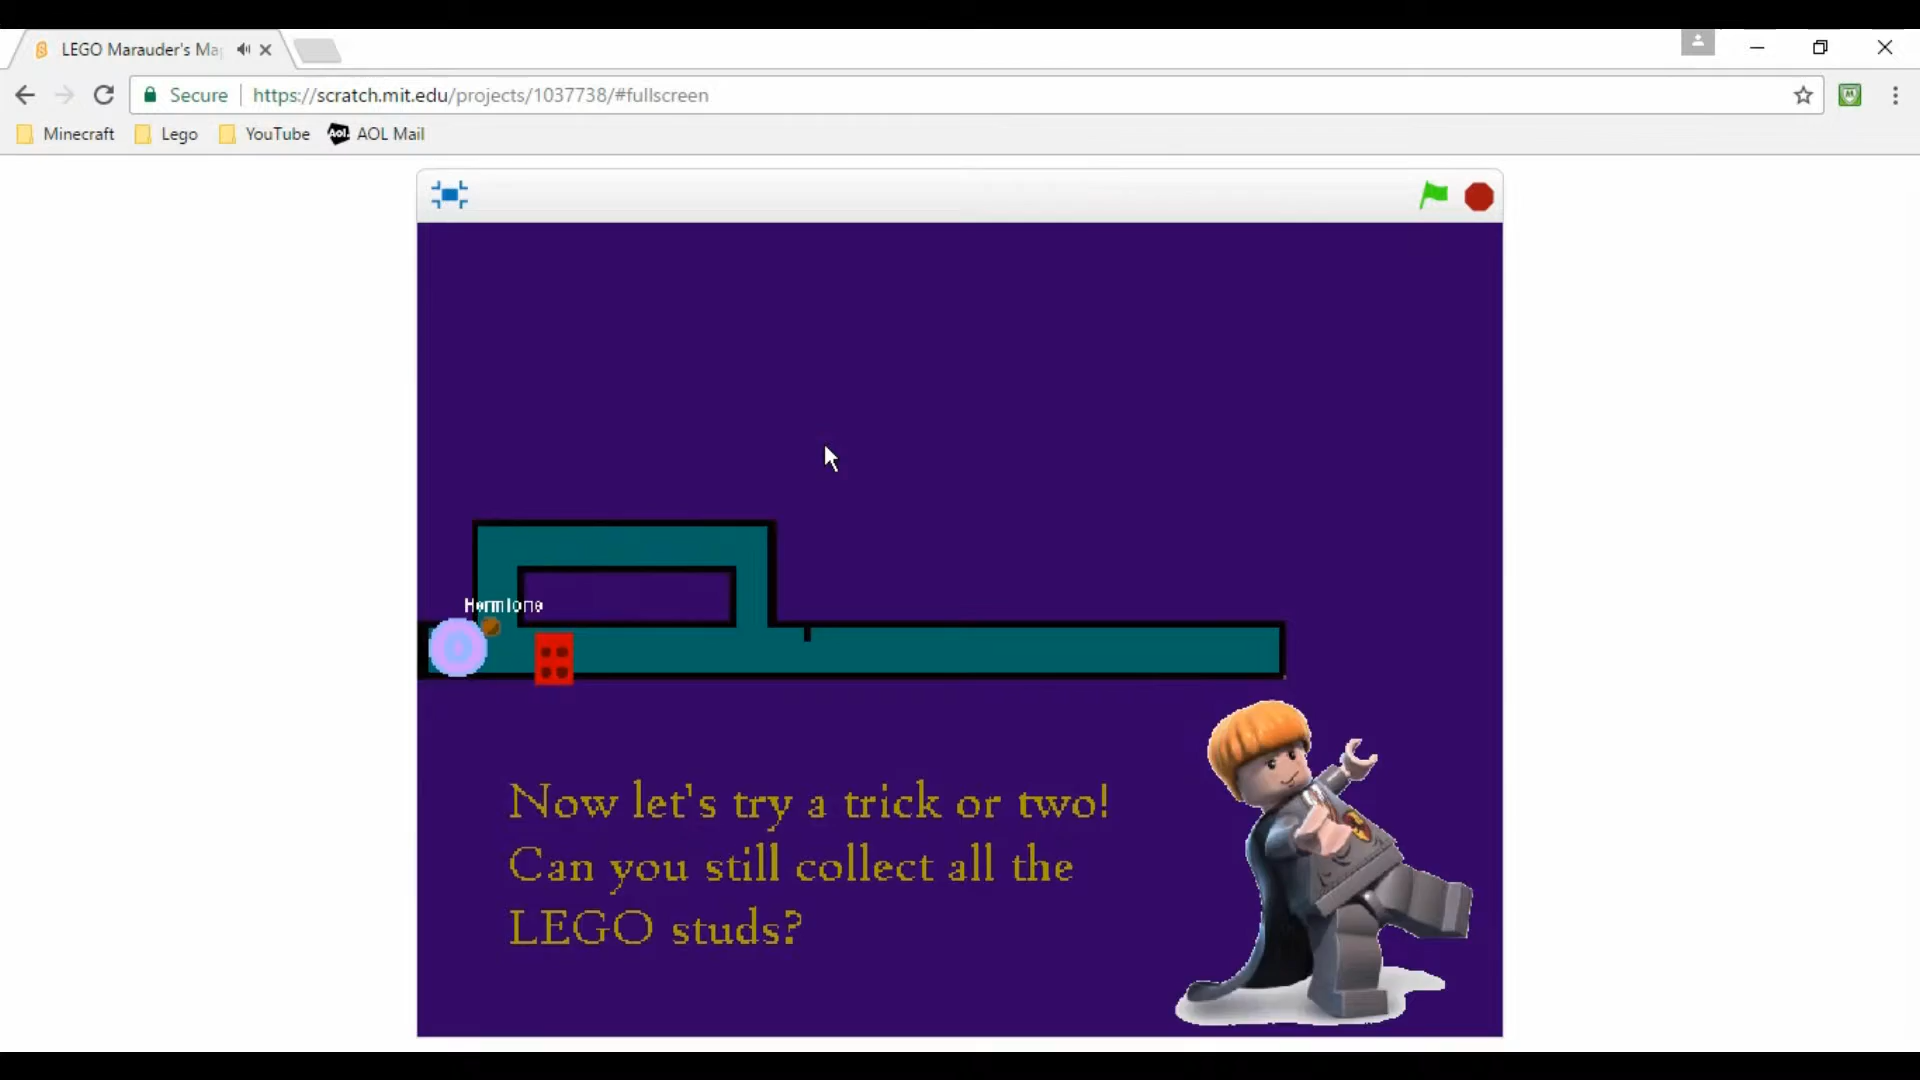 LEGO Marauder's Ma
Secure
https://scratch.mit.edu/projects/1037738/#fullscreen
Minecraft
Lego
YouTube
Aol.
AOL Mail
Hermione
Now let's try a trick or two!
Can you still collect all the
LEGO studs?